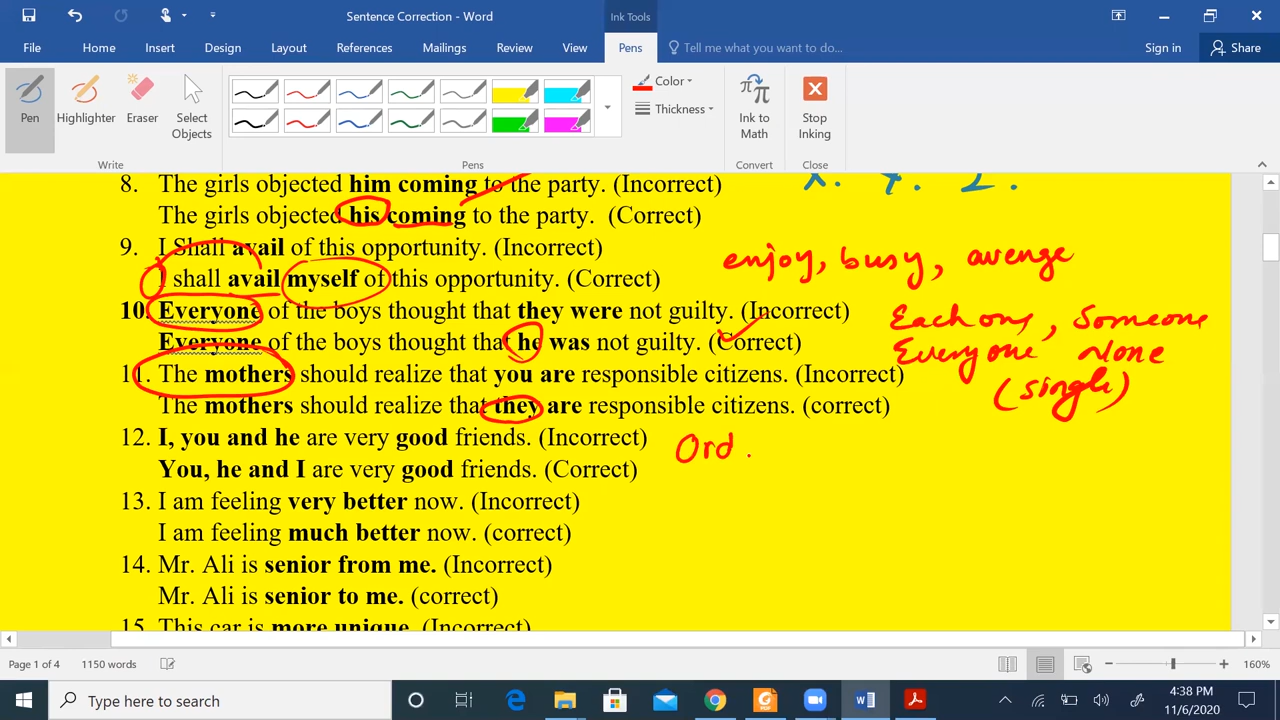 Sentence Correction - Word
Ink Tools
File Home Insert Design Layout References Mailings Review View Pens Tell me what you want to do... Sign in Share
Pen Highlighter Eraser Select Objects
Color
Thickness
Ink to Math
Stop Inking
Write Pens Convert Close
8. The girls objected him coming to the party. (Incorrect)
The girls objected his coming to the party. (Correct)
9. I Shall avail of this opportunity. (Incorrect)
I shall avail myself of this opportunity. (Correct)
enjoy, busy, avenge
10. Everyone of the boys thought that they were not guilty. (Incorrect)
Everyone of the boys thought that he was not guilty. (Correct)
Each one, Someone
Everyone None
(single)
11. The mothers should realize that you are responsible citizens. (Incorrect)
The mothers should realize that they are responsible citizens. (correct)
12. I, you and he are very good friends. (Incorrect)
You, he and I are very good friends. (Correct)
Ord.
13. I am feeling very better now. (Incorrect)
I am feeling much better now. (correct)
14. Mr. Ali is senior from me. (Incorrect)
Mr. Ali is senior to me. (correct)
15. This car is more unique. (Incorrect)
Page 1 of 4 1150 words 160%
Type here to search
4:38 PM
11/6/2020